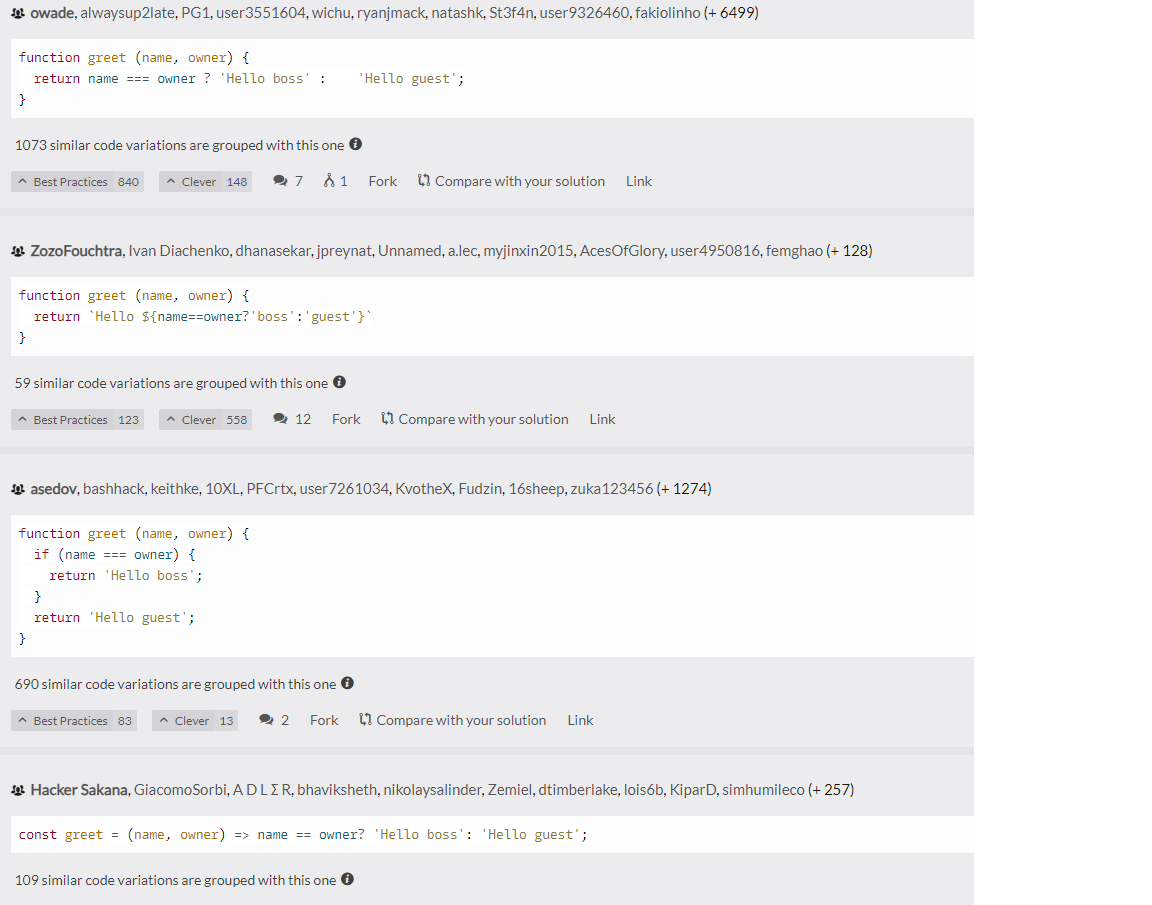 owade, alwaysup2late, PG1, user3551604, wichu, ryanjmack, natashk, St3f4n, user9326460, fakiolinho (+ 6499)
function greet (name, owner) {
  return name === owner ? 'Hello boss' :    'Hello guest';
}
1073 similar code variations are grouped with this one
Best Practices 840 Clever 148 7 1 Fork Compare with your solution Link
ZozoFouchtra, Ivan Diachenko, dhanasekar, jpreynat, Unnamed, a.lec, myjinxin2015, AcesOfGlory, user4950816, femghao (+ 128)
function greet (name, owner) {
  return `Hello ${name==owner?'boss':'guest'}`
}
59 similar code variations are grouped with this one
Best Practices 123 Clever 558 12 Fork Compare with your solution Link
asedov, bashhack, keithke, 10XL, PFCrtx, user7261034, KvotheX, Fudzin, 16sheep, zuka123456 (+ 1274)
function greet (name, owner) {
  if (name === owner) {
    return 'Hello boss';
  }
  return 'Hello guest';
}
690 similar code variations are grouped with this one
Best Practices 83 Clever 13 2 Fork Compare with your solution Link
Hacker Sakana, GiacomoSorbi, A D L Σ R, bhaviksheth, nikolaysalinder, Zemiel, dtimberlake, lois6b, KiparD, simhumileco (+ 257)
const greet = (name, owner) => name == owner? 'Hello boss': 'Hello guest';
109 similar code variations are grouped with this one